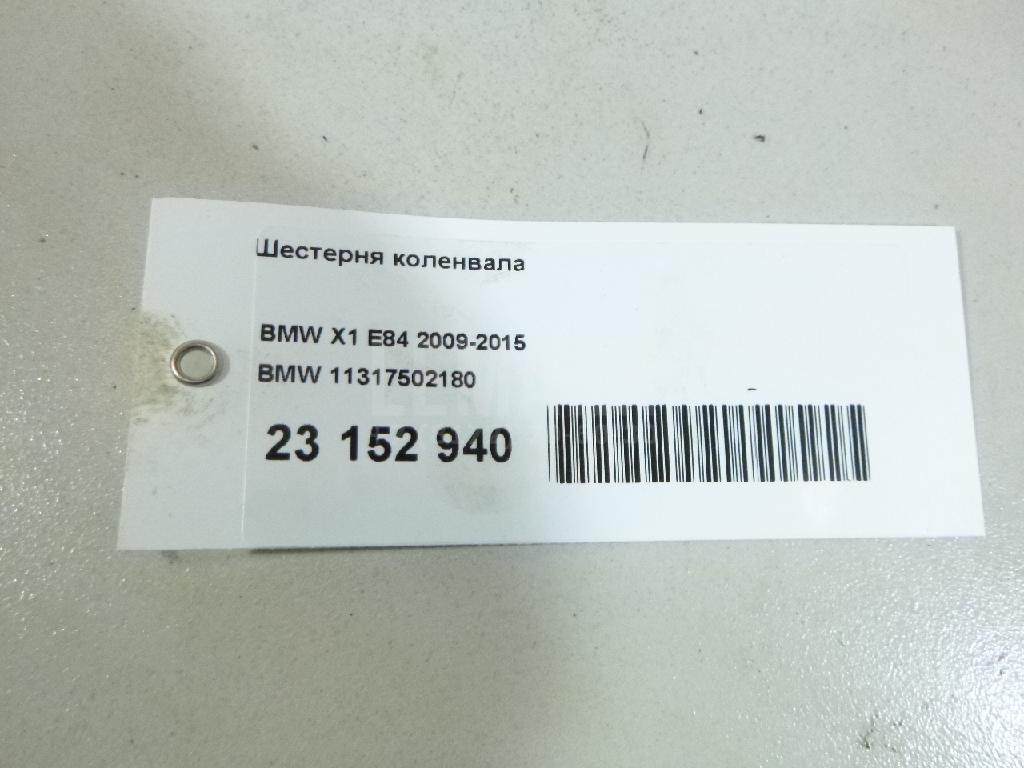 Шестерня коленвала
BMW X1 E84 2009-2015
BMW 11317502180
23 152 940